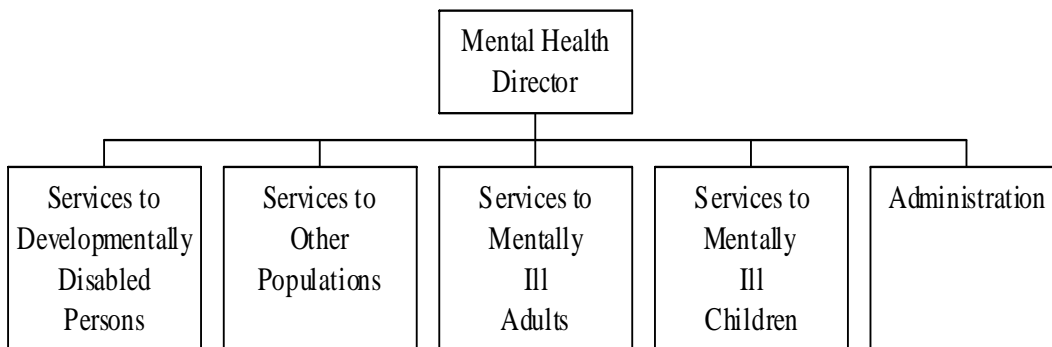 Mental Health
Director
Services to
Developmentally
Disabled
Persons
Services to
Other
Populations
Services to
Mentally
Ill
Adults
Services to
Mentally
Ill
Children
Administration